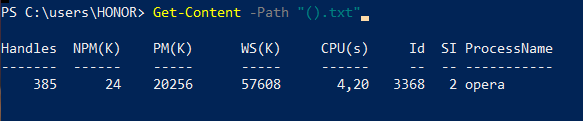 PS C:\users\HONOR> Get-Content -Path "().txt"
Handles NPM(K) PM(K) WS(K) CPU(s) Id SI ProcessName
------- ------ ----- ----- ------ -- -- -----------
385 24 20256 57608 4,20 3368 2 opera